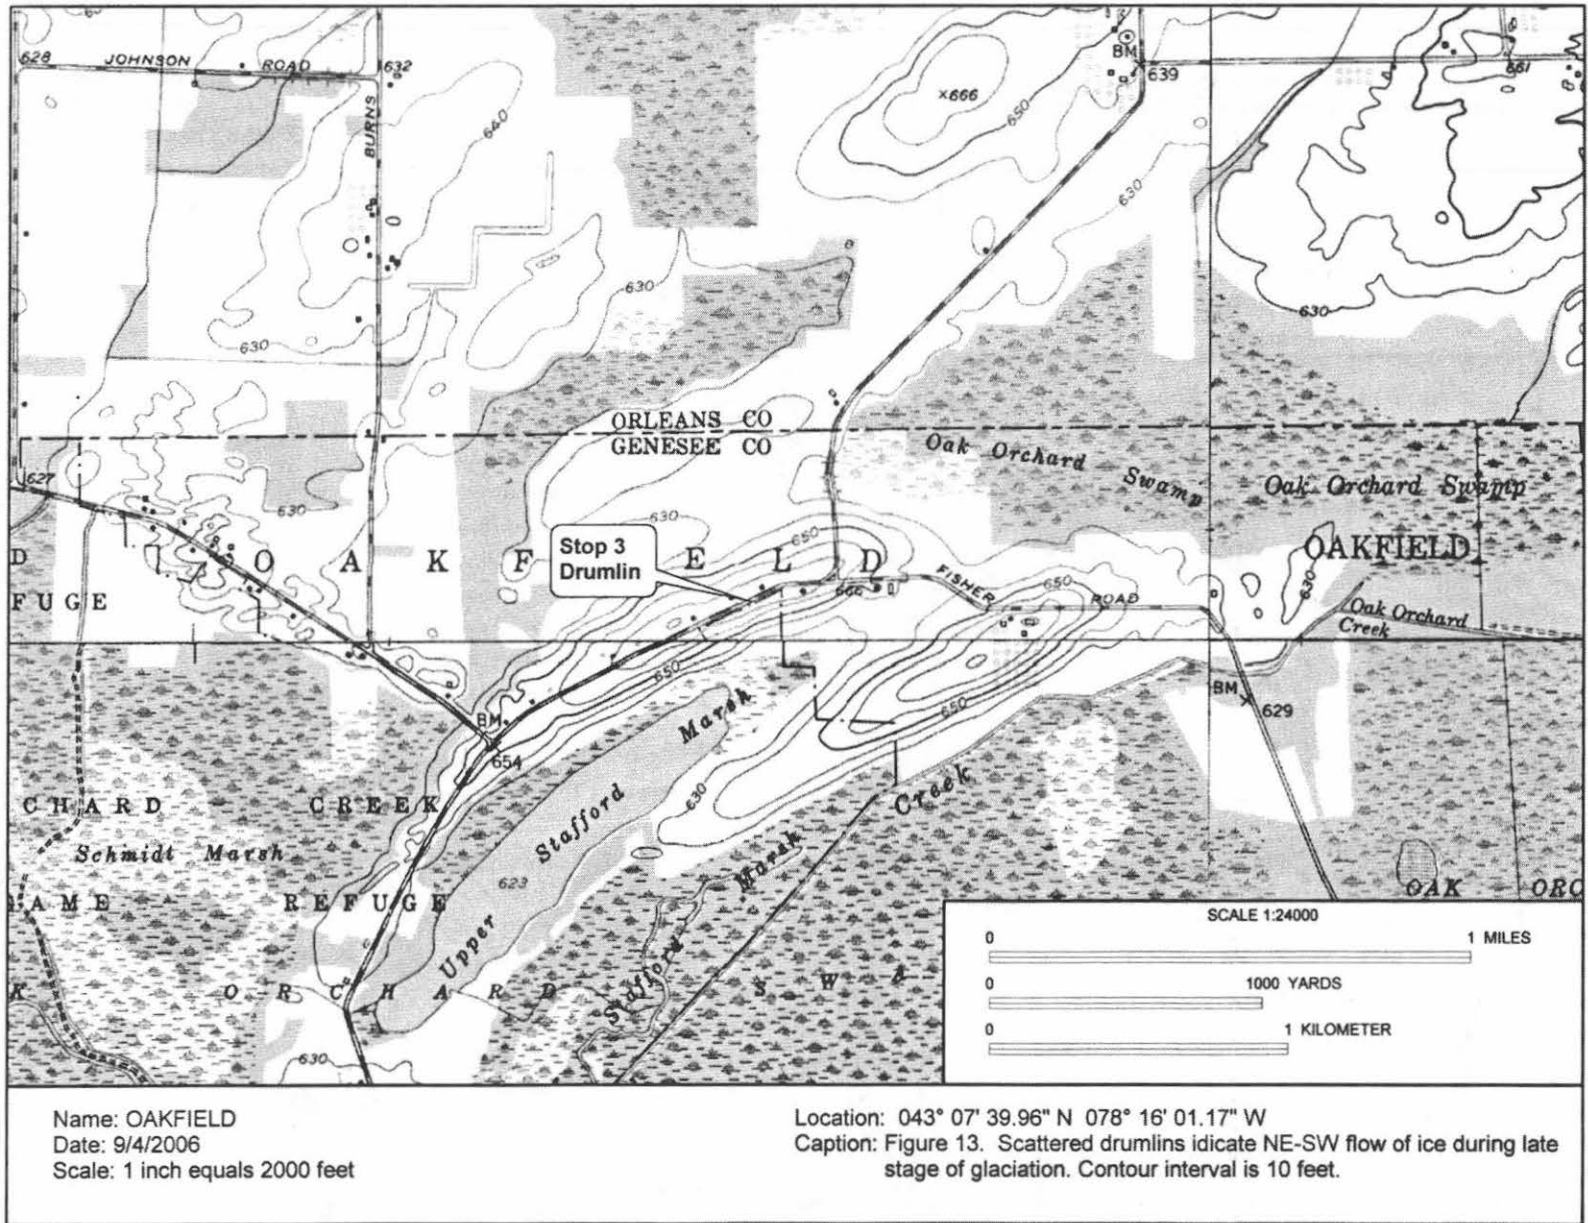 628
JOHNSON ROAD
632
BURNS
640
×666
650
BM
639
661
630
630
630
630
630
ORLEANS CO
GENESEE CO
Oak Orchard Swamp
Oak Orchard Swamp
627
630
630
650
Stop 3
Drumlin
OAKFIELD
OAKFIELD
D
FUGE
666
FISHER ROAD
650
630
Oak Orchard
Creek
650
650
BM
654
BM
629
630
CHARD CREEK
Schmidt Marsh
AME REFUGE
Upper Stafford Marsh
623
Creek
Stafford Marsh
K ORCHARD SWA
OAK ORC
630
SCALE 1:24000
0 1 MILES
0 1000 YARDS
0 1 KILOMETER
Name: OAKFIELD
Date: 9/4/2006
Scale: 1 inch equals 2000 feet
Location: 043° 07' 39.96" N 078° 16' 01.17" W
Caption: Figure 13. Scattered drumlins idicate NE-SW flow of ice during late
stage of glaciation. Contour interval is 10 feet.